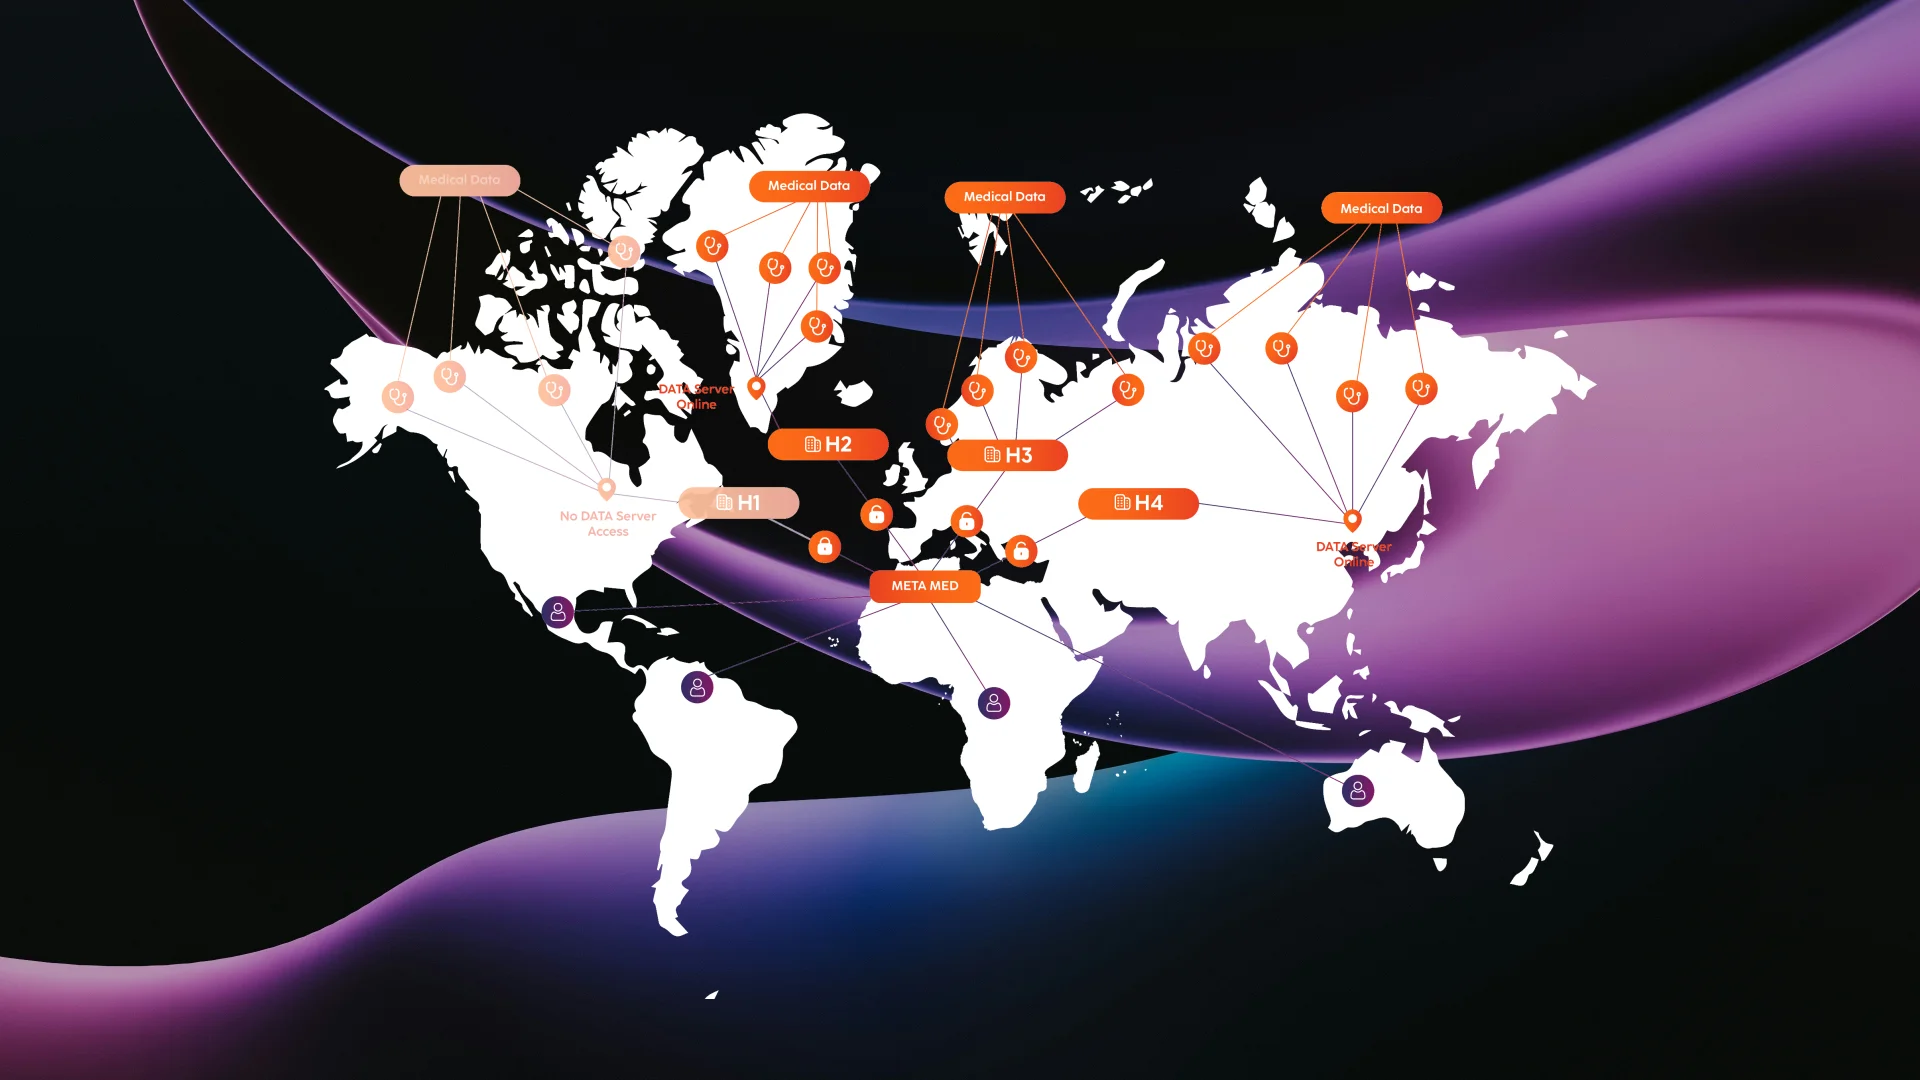 Medical Data
Medical Data
Medical Data
Medical Data
DATA Server
Online
H2
H3
H1
H4
No DATA Server
Access
DATA Server
Online
META MED